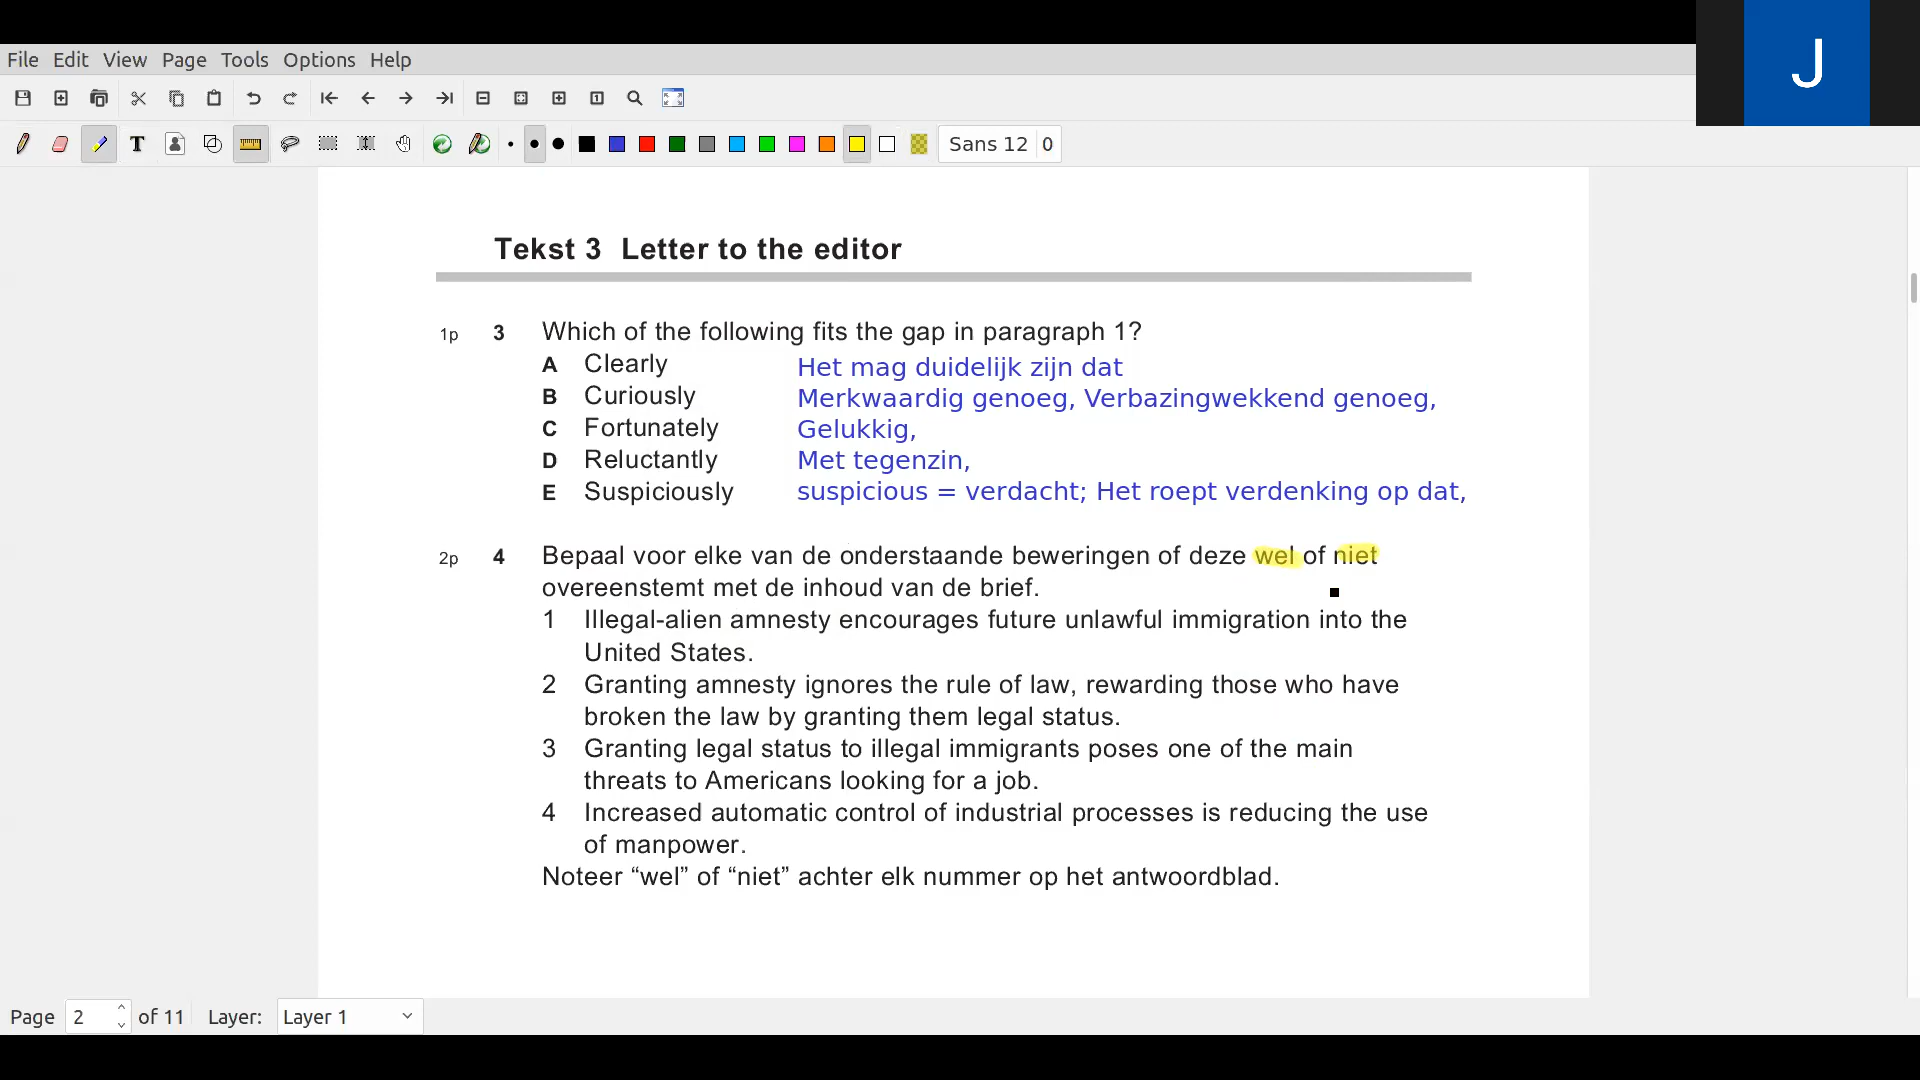 J
File Edit View Page Tools Options Help
T Sans 12 0
Tekst 3 Letter to the editor
1p 3 Which of the following fits the gap in paragraph 1?
A Clearly Het mag duidelijk zijn dat
B Curiously Merkwaardig genoeg, Verbazingwekkend genoeg,
C Fortunately Gelukkig,
D Reluctantly Met tegenzin,
E Suspiciously suspicious = verdacht; Het roept verdenking op dat,
2p 4 Bepaal voor elke van de onderstaande beweringen of deze wel of niet
overeenstemt met de inhoud van de brief.
1 Illegal-alien amnesty encourages future unlawful immigration into the
United States.
2 Granting amnesty ignores the rule of law, rewarding those who have
broken the law by granting them legal status.
3 Granting legal status to illegal immigrants poses one of the main
threats to Americans looking for a job.
4 Increased automatic control of industrial processes is reducing the use
of manpower.
Noteer “wel” of “niet” achter elk nummer op het antwoordblad.
Page 2 of 11 Layer: Layer 1